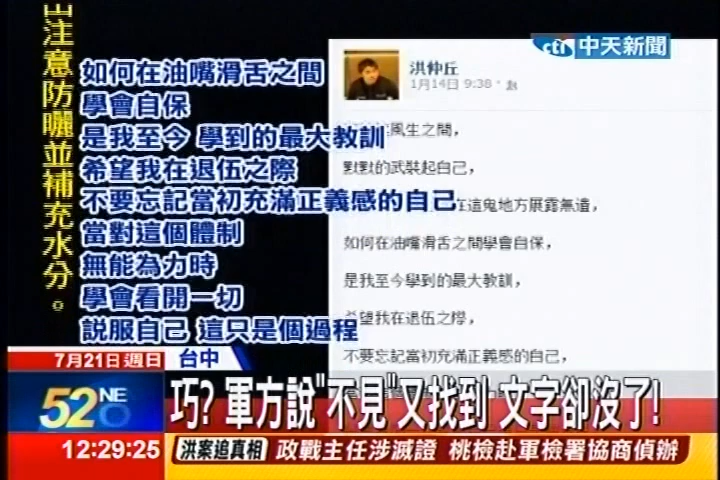 山注意防曬並補充水分。
如何在油嘴滑舌之間
學會自保
是我至今 學到的最大教訓
希望我在退伍之際
不要忘記當初充滿正義感的自己
當對這個體制
無能為力時
學會看開一切
說服自己 這只是個過程
cti 中天新聞
洪仲丘
1月14日 9:38
風生之間，
的武裝起自己，
在這鬼地方展露無遺，
如何在油嘴滑舌之間學會自保，
是我至今學到的最大教訓，
希望我在退伍之際，
不要忘記當初充滿正義感的自己，
7月21日 週日
台中
52 NE
巧? 軍方說"不見"又找到 文字卻沒了!
12:29:25
洪案追真相
政戰主任涉滅證 桃檢赴軍檢署協商偵辦